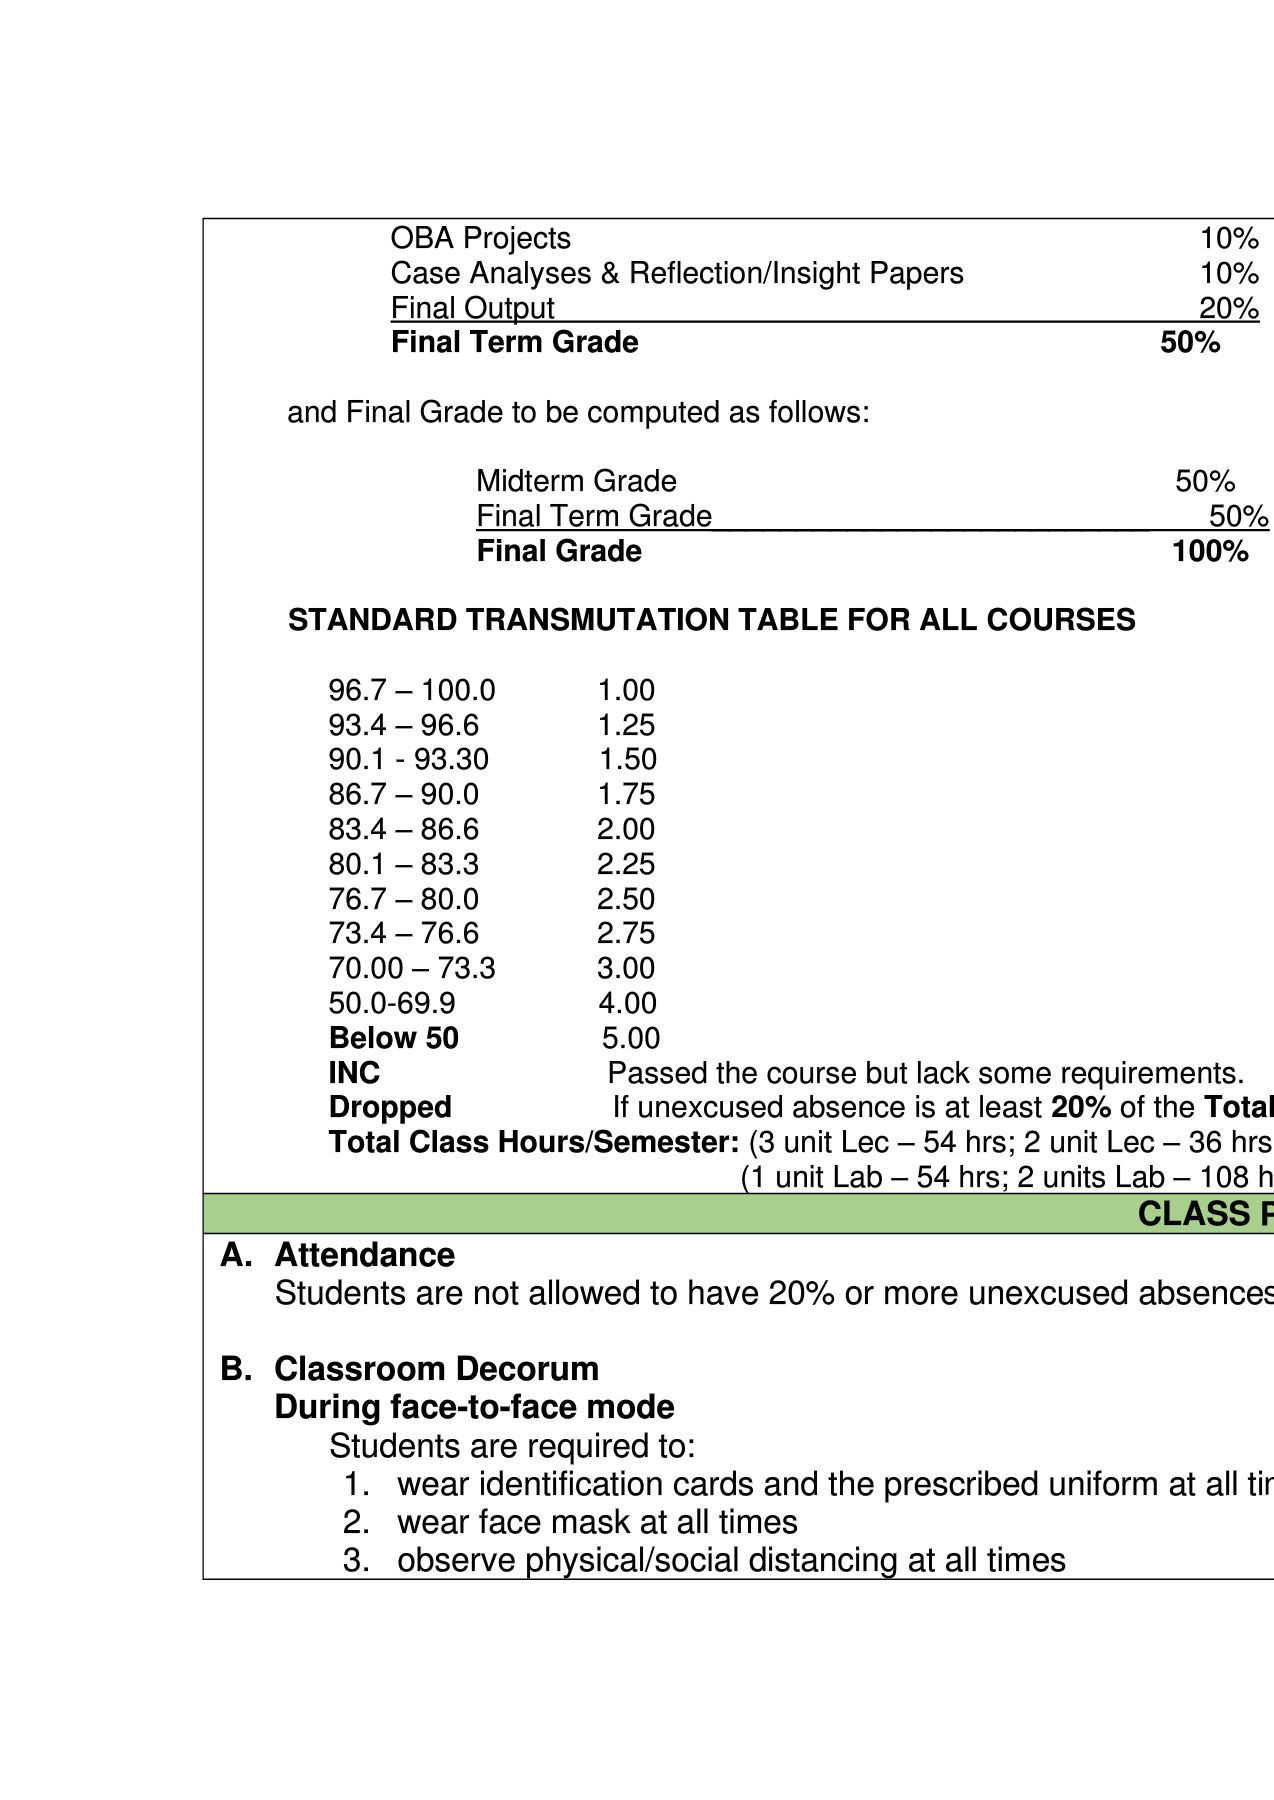 OBA Projects 10%
Case Analyses & Reflection/Insight Papers 10%
Final Output 20%
Final Term Grade 50%
and Final Grade to be computed as follows:
Midterm Grade 50%
Final Term Grade 50%
Final Grade 100%
STANDARD TRANSMUTATION TABLE FOR ALL COURSES
96.7 – 100.0 1.00
93.4 – 96.6 1.25
90.1 - 93.30 1.50
86.7 – 90.0 1.75
83.4 – 86.6 2.00
80.1 – 83.3 2.25
76.7 – 80.0 2.50
73.4 – 76.6 2.75
70.00 – 73.3 3.00
50.0-69.9 4.00
Below 50 5.00
INC Passed the course but lack some requirements.
Dropped If unexcused absence is at least 20% of the Total
Total Class Hours/Semester: (3 unit Lec – 54 hrs; 2 unit Lec – 36 hrs
(1 unit Lab – 54 hrs; 2 units Lab – 108 h
CLASS
A. Attendance
Students are not allowed to have 20% or more unexcused absences
B. Classroom Decorum
During face-to-face mode
Students are required to:
1. wear identification cards and the prescribed uniform at all
2. wear face mask at all times
3. observe physical/social distancing at all times